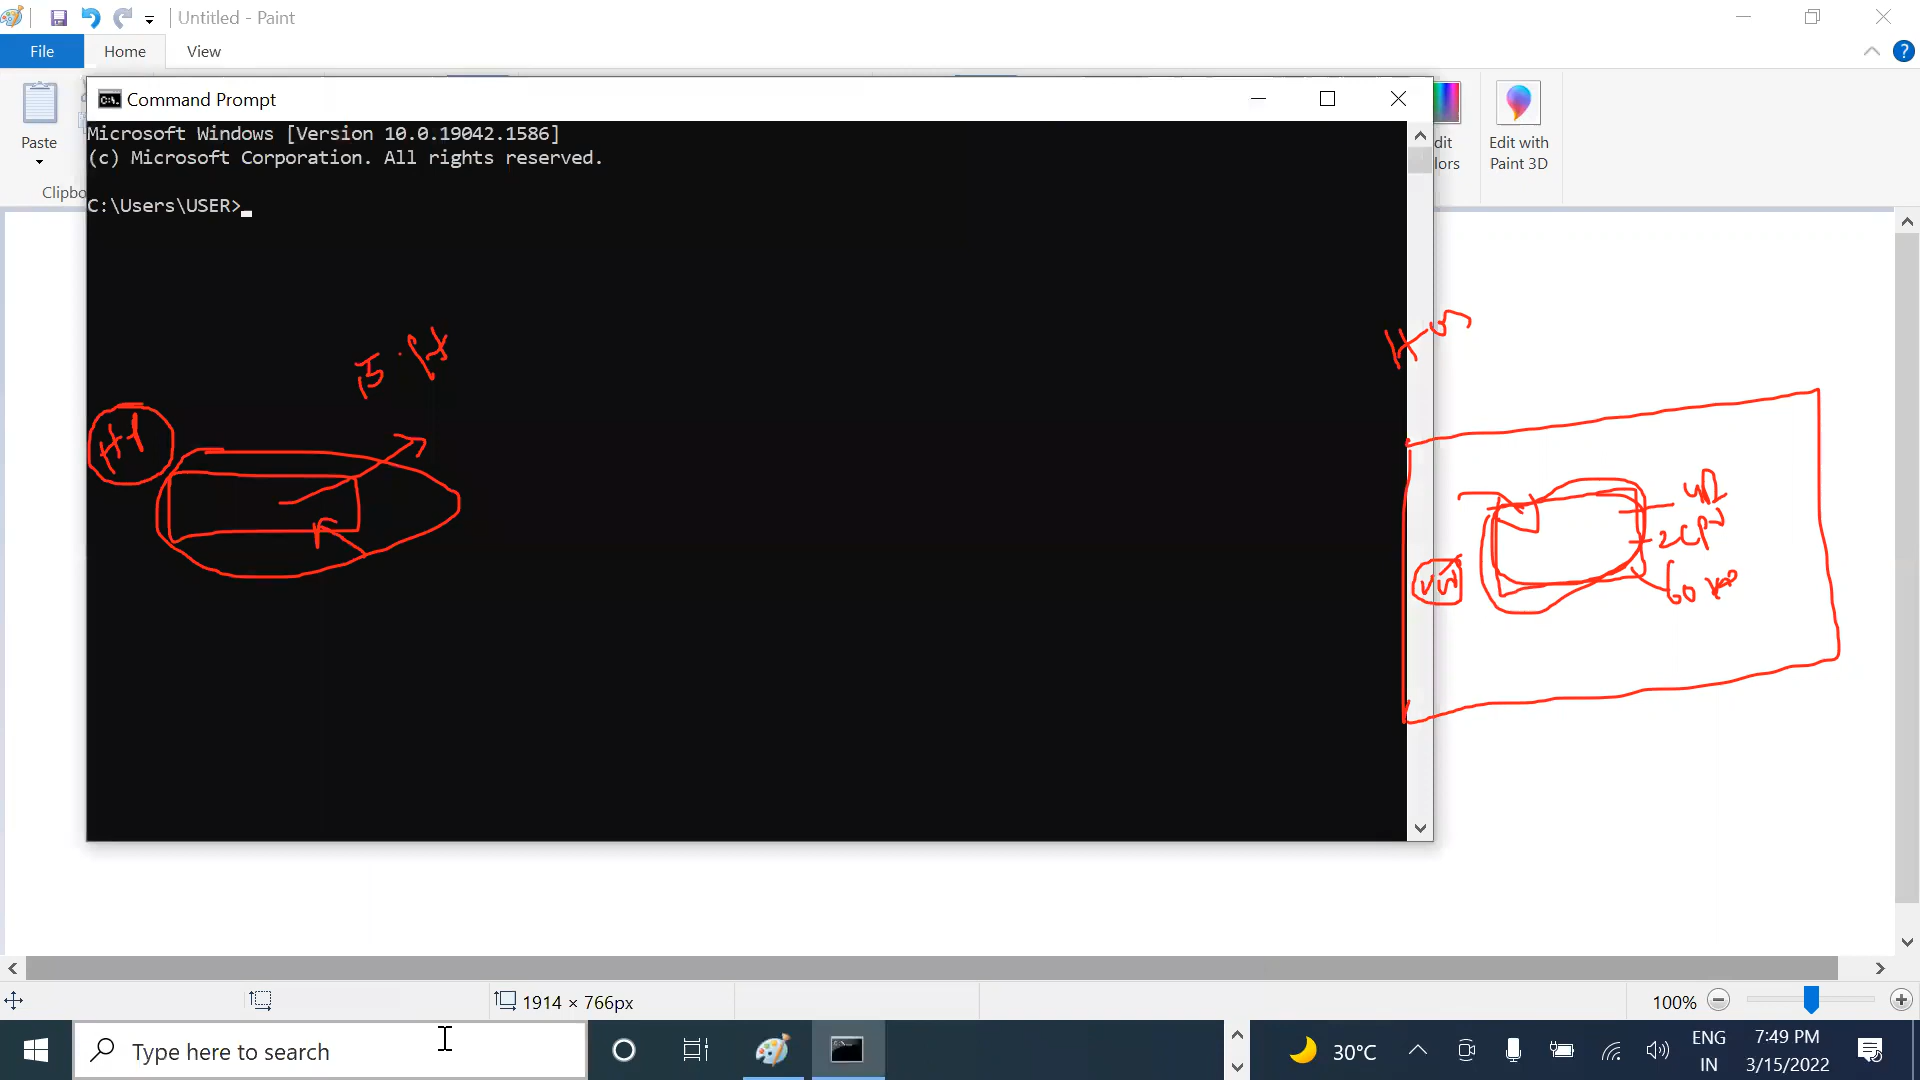 Untitled - Paint
File Home View
Paste
Clipbo
dit
lors
Edit with
Paint 3D
Command Prompt
Microsoft Windows [Version 10.0.19042.1586]
(c) Microsoft Corporation. All rights reserved.
C:\Users\USER>
2CPU
60
1914 × 766px
100%
Type here to search
30°C
ENG
IN
7:49 PM
3/15/2022